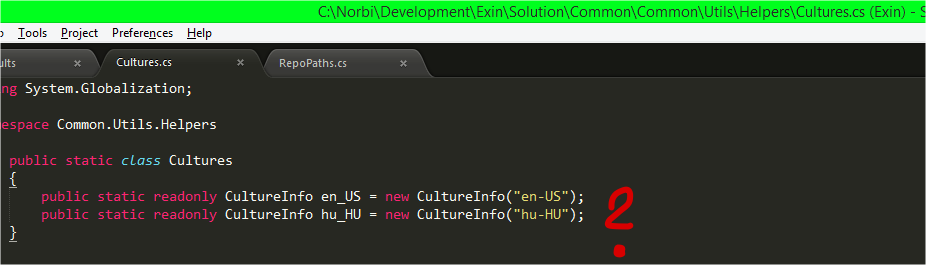 C:\Norbi\Development\Exin\Solution\Common\Common\Utils\Helpers\Cultures.cs (Exin) - S
p Tools Project Preferences Help
ults × Cultures.cs × RepoPaths.cs ×
ng System.Globalization;
espace Common.Utils.Helpers
public static class Cultures
{
public static readonly CultureInfo en_US = new CultureInfo("en-US");
public static readonly CultureInfo hu_HU = new CultureInfo("hu-HU");
}
?